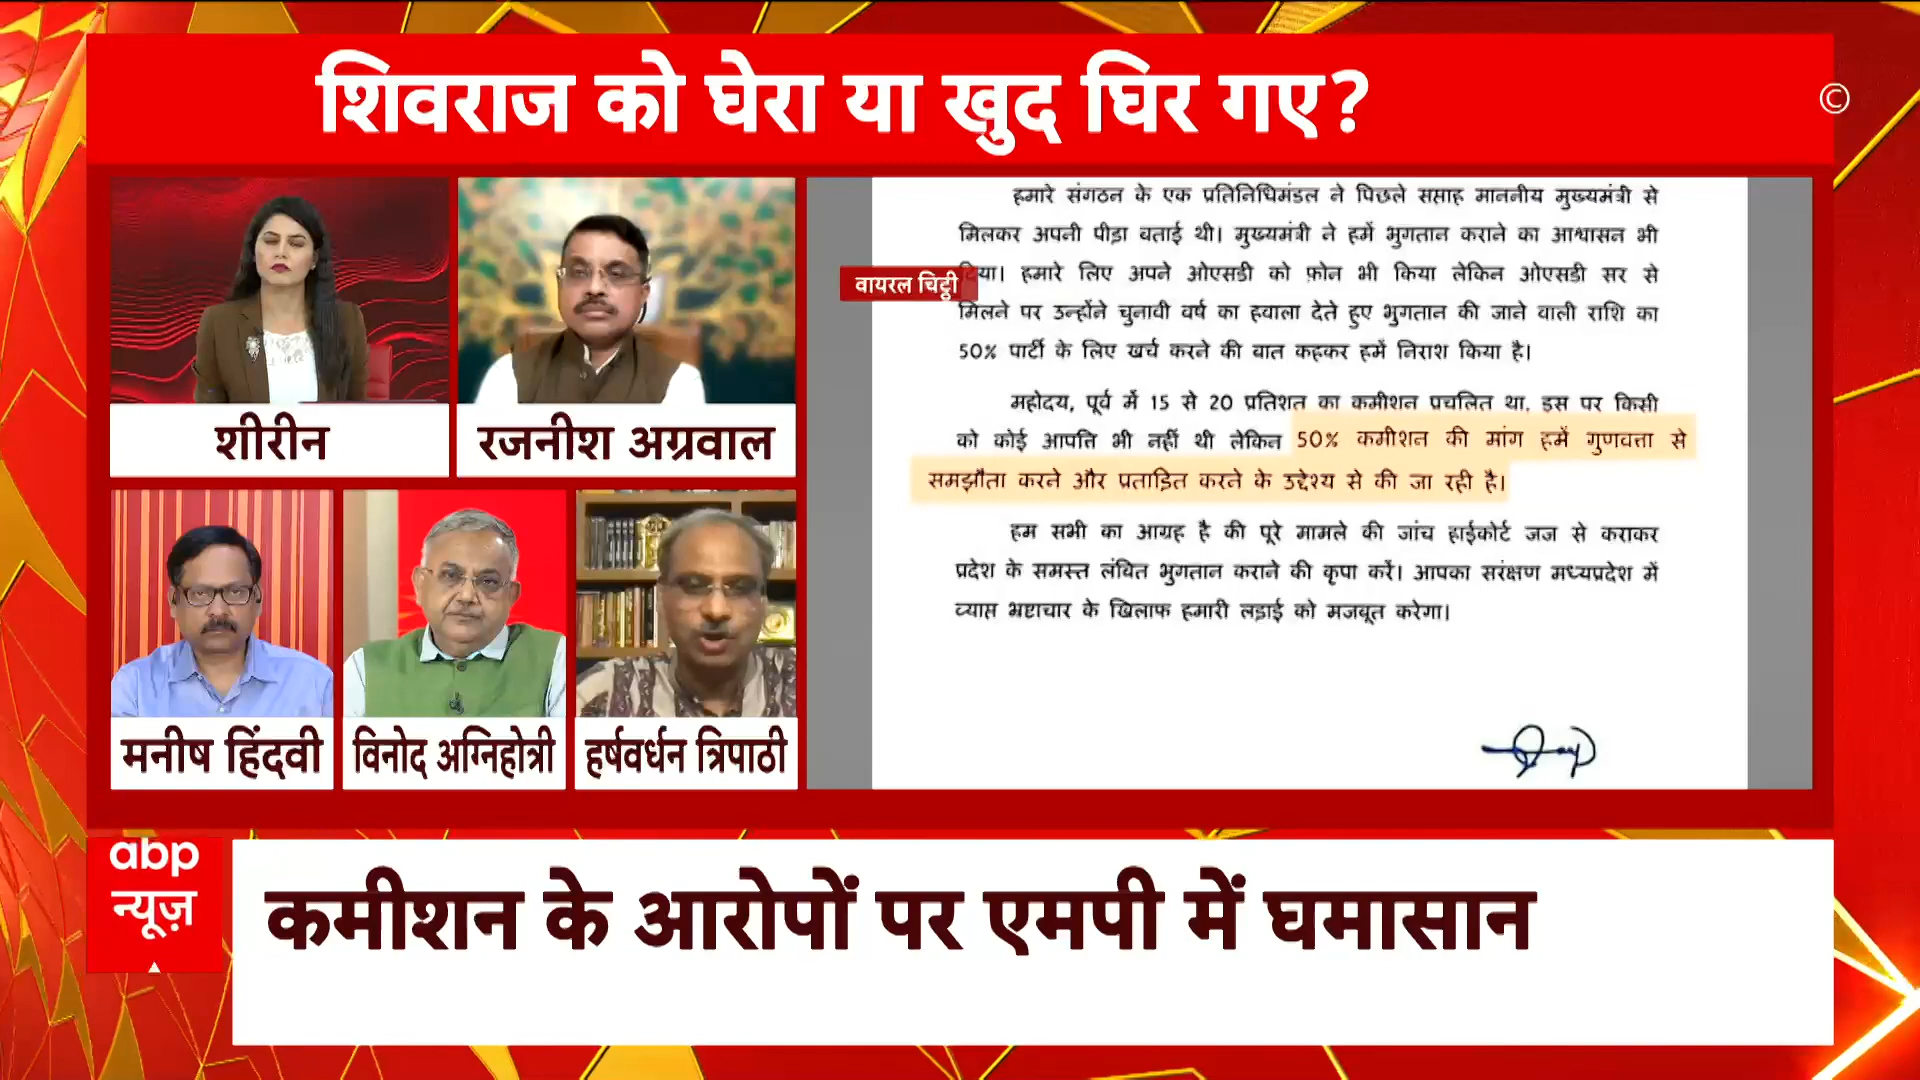 शिवराज को घेरा या खुद घिर गए?
©
शीरीन
रजनीश अग्रवाल
मनीष हिंदवी
विनोद अग्निहोत्री
हर्षवर्धन त्रिपाठी
वायरल चिट्ठी
हमारे संगठन के एक प्रतिनिधिमंडल ने पिछले सप्ताह माननीय मुख्यमंत्री से
मिलकर अपनी पीड़ा बताई थी। मुख्यमंत्री ने हमें भुगतान कराने का आश्वासन भी
दिया। हमारे लिए अपने ओएसडी को फ़ोन भी किया लेकिन ओएसडी सर से
मिलने पर उन्होंने चुनावी वर्ष का हवाला देते हुए भुगतान की जाने वाली राशि का
50% पार्टी के लिए खर्च करने की बात कहकर हमें निराश किया है।
महोदय, पूर्व में 15 से 20 प्रतिशत का कमीशन प्रचलित था, इस पर किसी
को कोई आपत्ति भी नहीं थी लेकिन 50% कमीशन की मांग हमें गुणवत्ता से
समझौता करने और प्रताड़ित करने के उद्देश्य से की जा रही है।
हम सभी का आग्रह है की पूरे मामले की जांच हाईकोर्ट जज से कराकर
प्रदेश के समस्त लंबित भुगतान कराने की कृपा करें। आपका सरंक्षण मध्यप्रदेश में
व्याप्त भ्रष्टाचार के खिलाफ हमारी लड़ाई को मजबूत करेगा।
abp
न्यूज़
कमीशन के आरोपों पर एमपी में घमासान